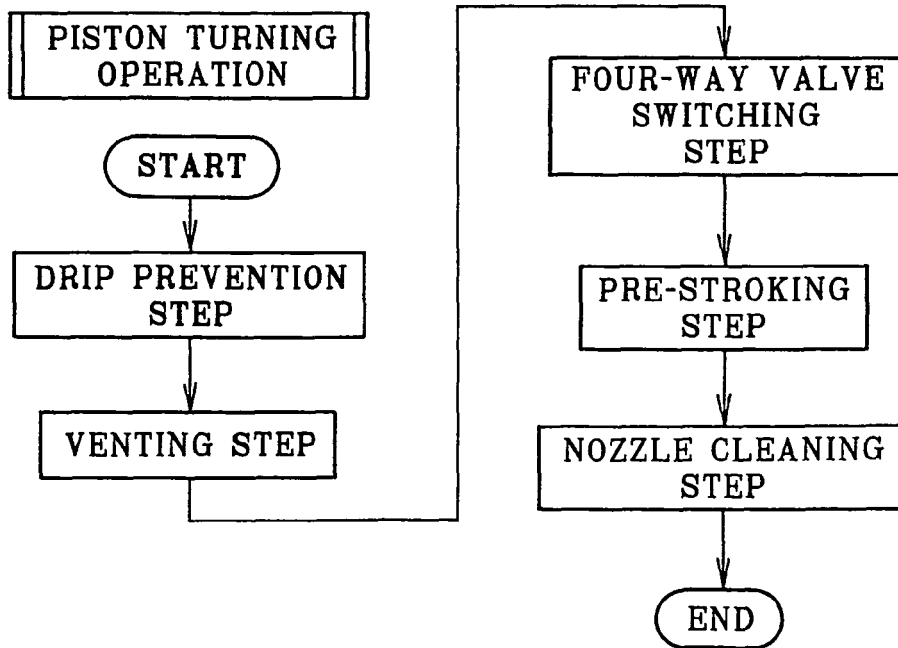 PISTON TURNING
OPERATION
START
DRIP PREVENTION
STEP
VENTING STEP
FOUR-WAY VALVE
SWITCHING
STEP
PRE-STROKING
STEP
NOZZLE CLEANING
STEP
END